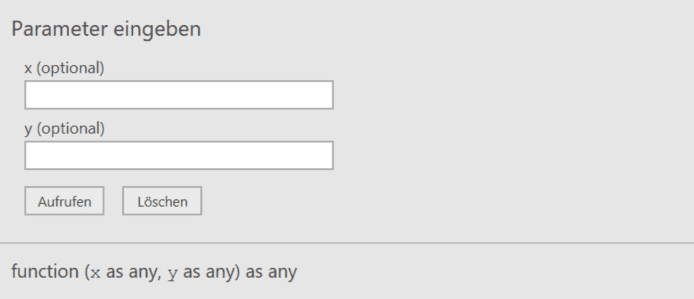 Parameter eingeben
x (optional)
y (optional)
Aufrufen Löschen
function (x as any, y as any) as any